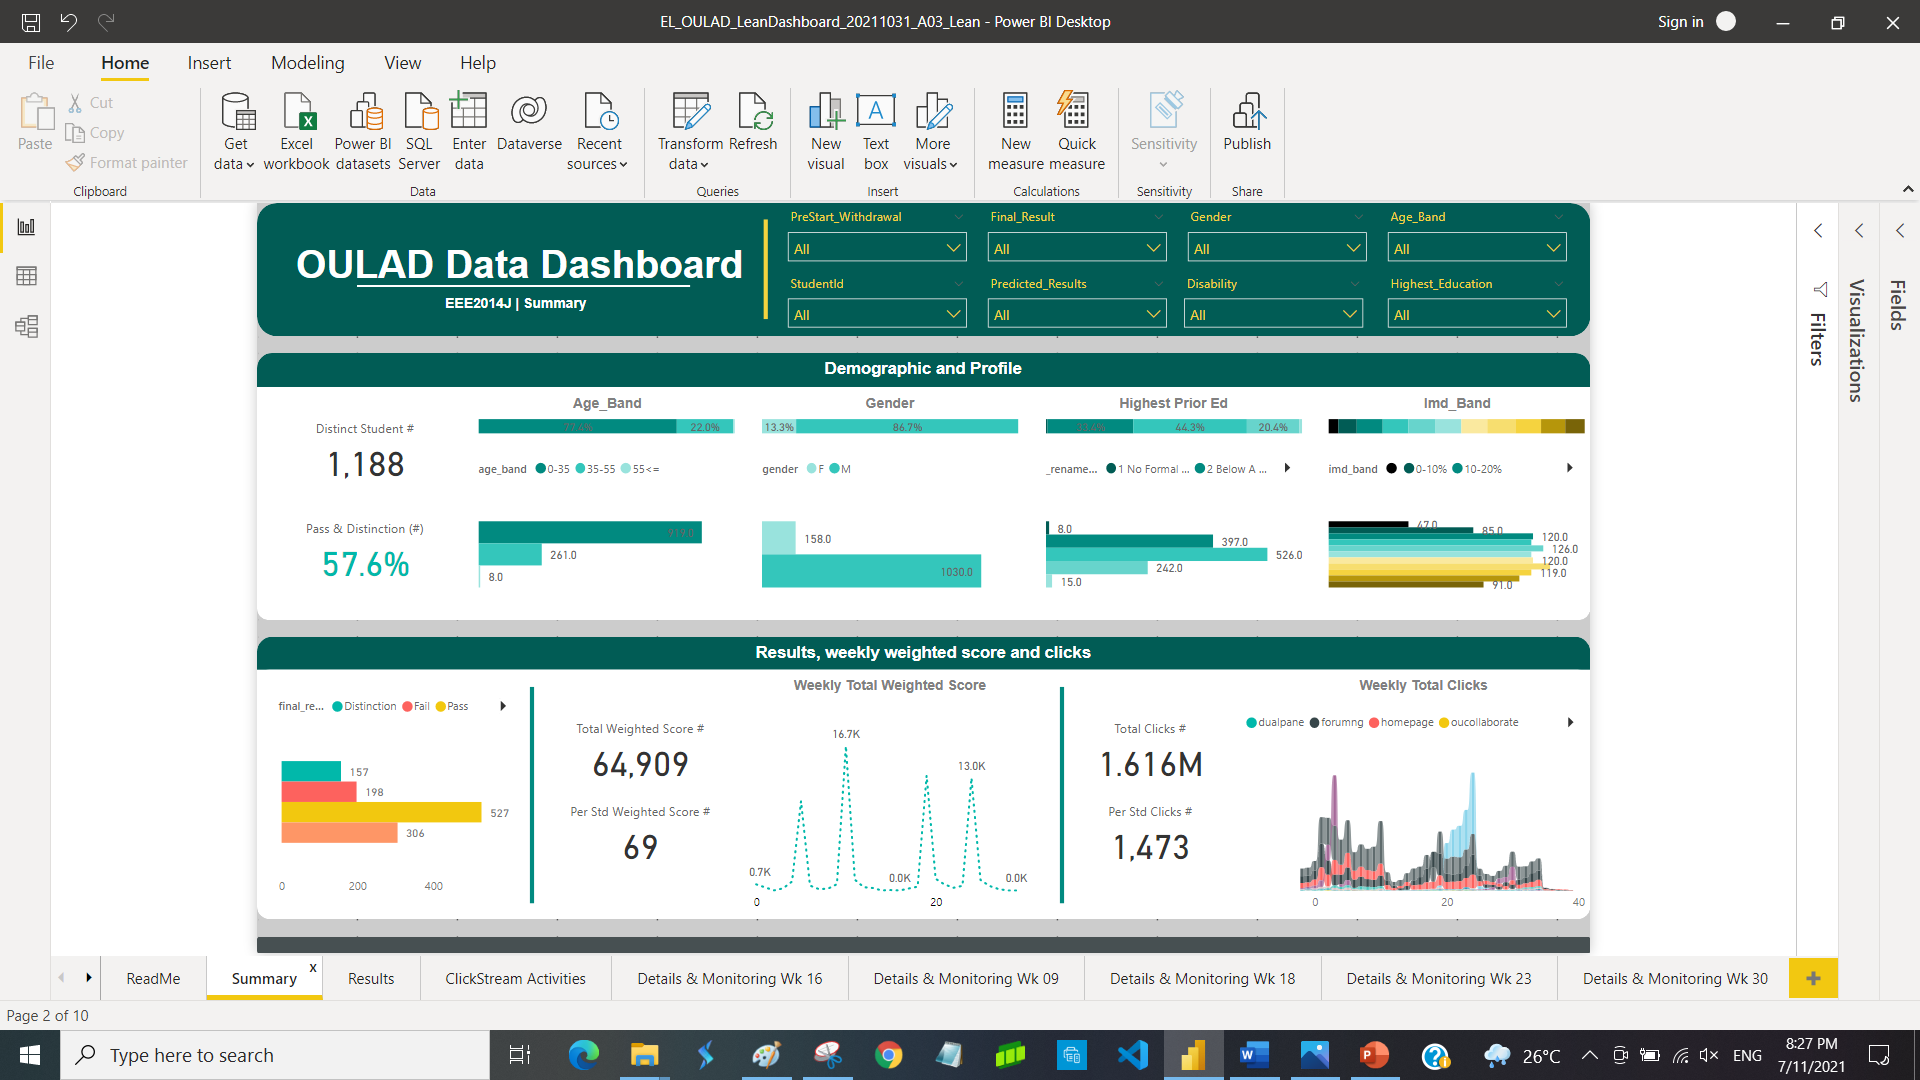 EL_OULAD_LeanDashboard_20211031_A03_Lean - Power BI Desktop
Sign in
File Home Insert Modeling View Help
Paste
Cut
Copy
Format painter
Clipboard
Get data
Excel workbook
Power BI datasets
SQL Server
Enter data
Dataverse
Recent sources
Data
Transform data
Refresh
Queries
New visual
Text box
More visuals
Insert
New measure
Quick measure
Calculations
Sensitivity
Sensitivity
Publish
Share
OULAD Data Dashboard
EEE2014J | Summary
PreStart_Withdrawal Final_Result Gender Age_Band
All All All All
StudentId Predicted_Results Disability Highest_Education
All All All All
Filters
Visualizations
Fields
Demographic and Profile
Distinct Student #
1,188
Pass & Distinction (#)
57.6%
Age_Band
22.0%
age_band 0-35 35-55 55<=
919.0
261.0
8.0
Gender
13.3% 86.7%
gender F M
158.0
1030.0
Highest Prior Ed
33.4% 44.3% 20.4%
_rename... 1 No Formal ... 2 Below A ...
8.0
397.0
526.0
242.0
15.0
Imd_Band
imd_band 0-10% 10-20%
47.0
85.0
120.0
126.0
120.0
119.0
91.0
Results, weekly weighted score and clicks
final_re... Distinction Fail Pass
157
198
527
306
0 200 400
Total Weighted Score #
64,909
Per Std Weighted Score #
69
Weekly Total Weighted Score
16.7K
13.0K
0.7K
0.0K
0.0K
0 20
Total Clicks #
1.616M
Per Std Clicks #
1,473
Weekly Total Clicks
dualpane forumng homepage oucollaborate
0 20 40
ReadMe Summary x Results ClickStream Activities Details & Monitoring Wk 16 Details & Monitoring Wk 09 Details & Monitoring Wk 18 Details & Monitoring Wk 23 Details & Monitoring Wk 30
Page 2 of 10
Type here to search
26°C
ENG
8:27 PM
7/11/2021